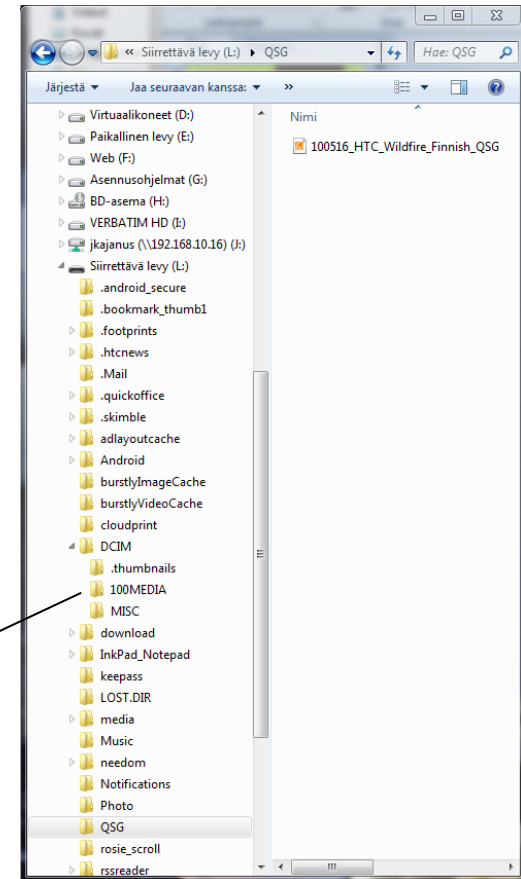 « Siirrettävä levy (L:) ▸ QSG
Hae: QSG
Järjestä
Jaa seuraavan kanssa:
»
Virtuaalikoneet (D:)
Paikallinen levy (E:)
Web (F:)
Asennusohjelmat (G:)
BD-asema (H:)
VERBATIM HD (I:)
jkajanus (\\192.168.10.16) (J:)
Siirrettävä levy (L:)
.android_secure
.bookmark_thumb1
.footprints
.htcnews
.Mail
.quickoffice
.skimble
adlayoutcache
Android
burstlyImageCache
burstlyVideoCache
cloudprint
DCIM
.thumbnails
100MEDIA
MISC
download
InkPad_Notepad
keepass
LOST.DIR
media
Music
needom
Notifications
Photo
QSG
rosie_scroll
rssreader
Nimi
100516_HTC_Wildfire_Finnish_QSG